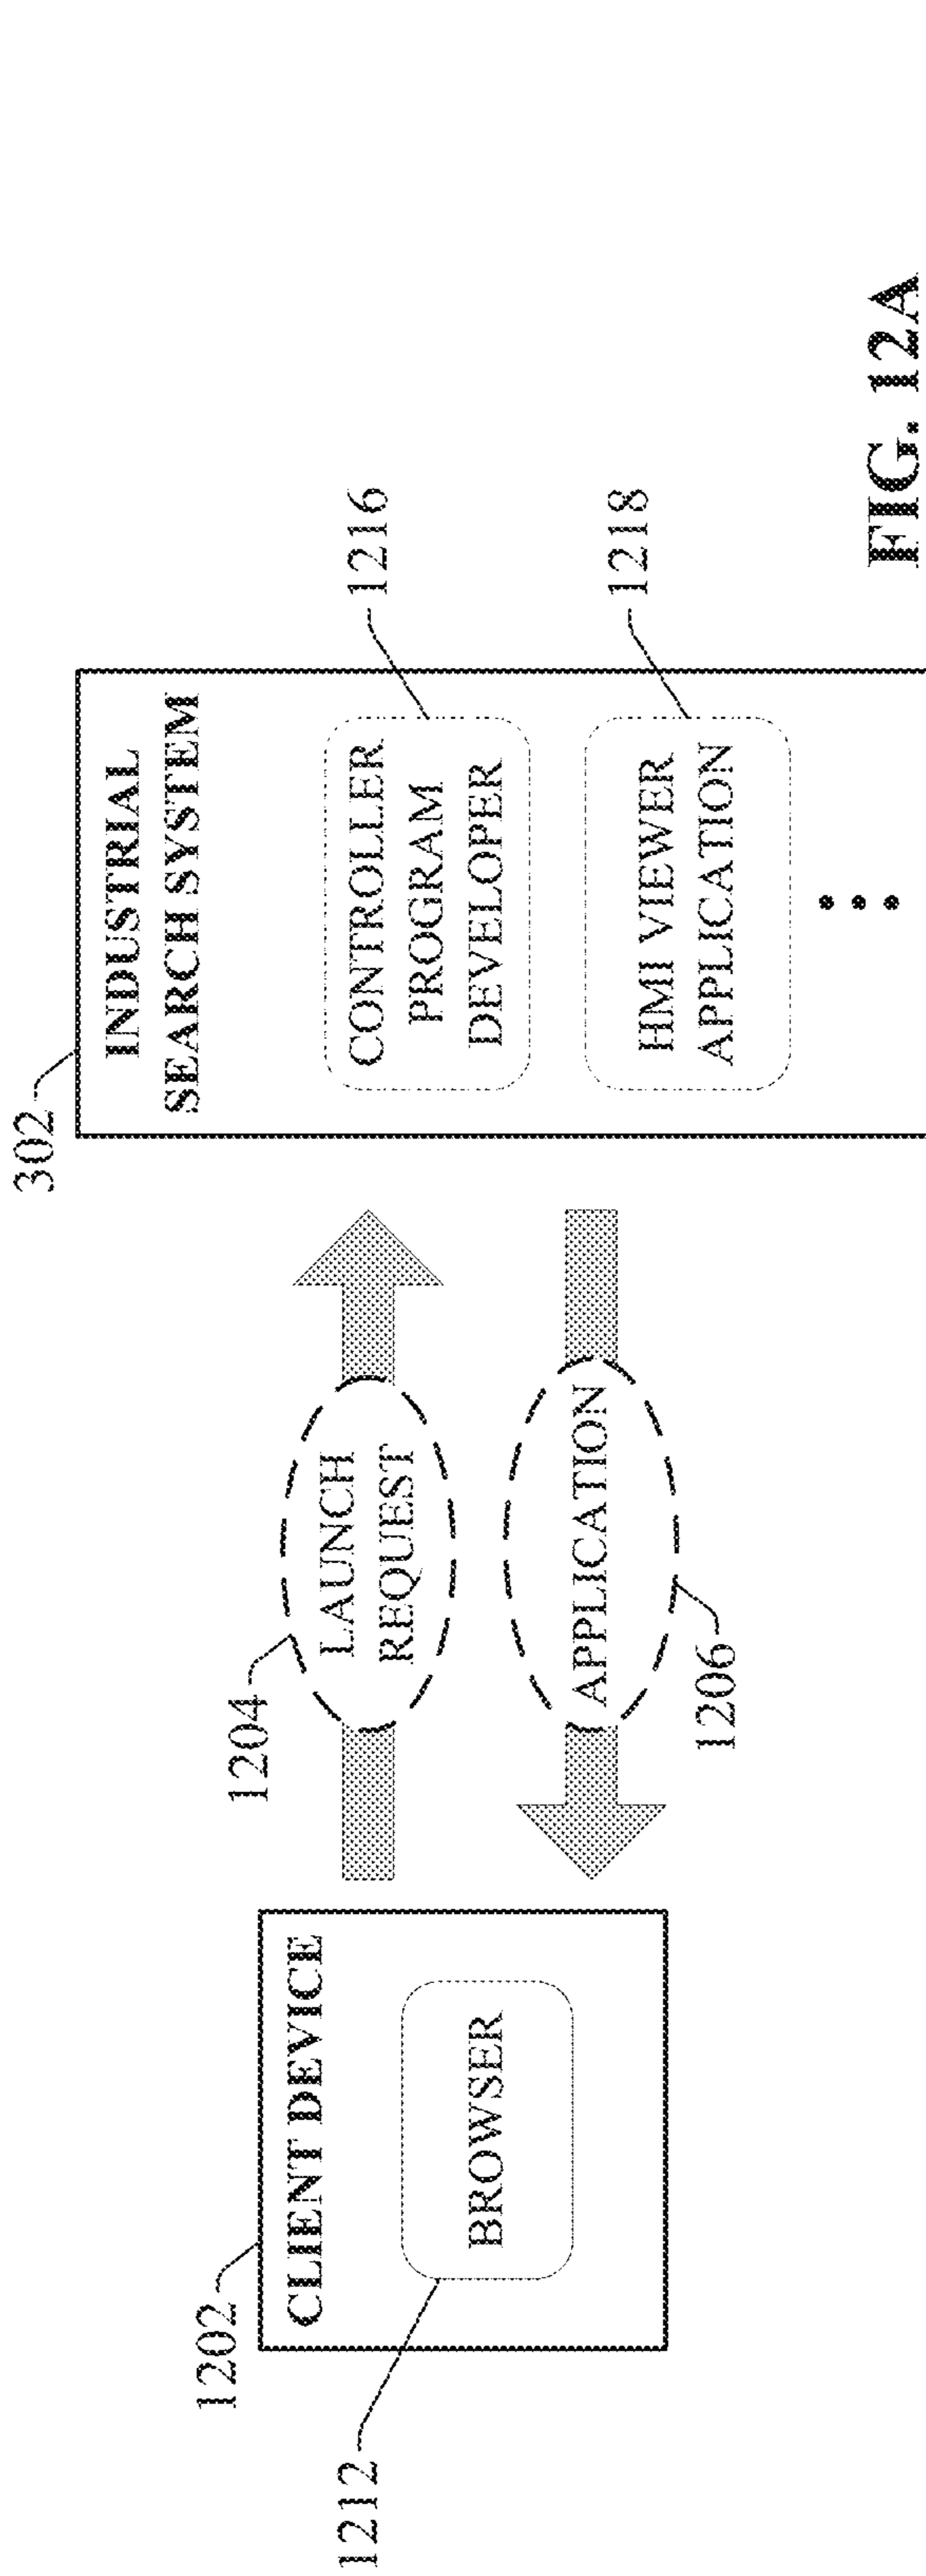 302
INDUSTRIAL
SEARCH SYSTEM
CONTROLLER
PROGRAM
DEVELOPER
1216
HMI VIEWER
APPLICATION
1218
1204
LAUNCH
REQUEST
APPLICATION
1206
1202
CLIENT DEVICE
BROWSER
1212
FIG. 12A